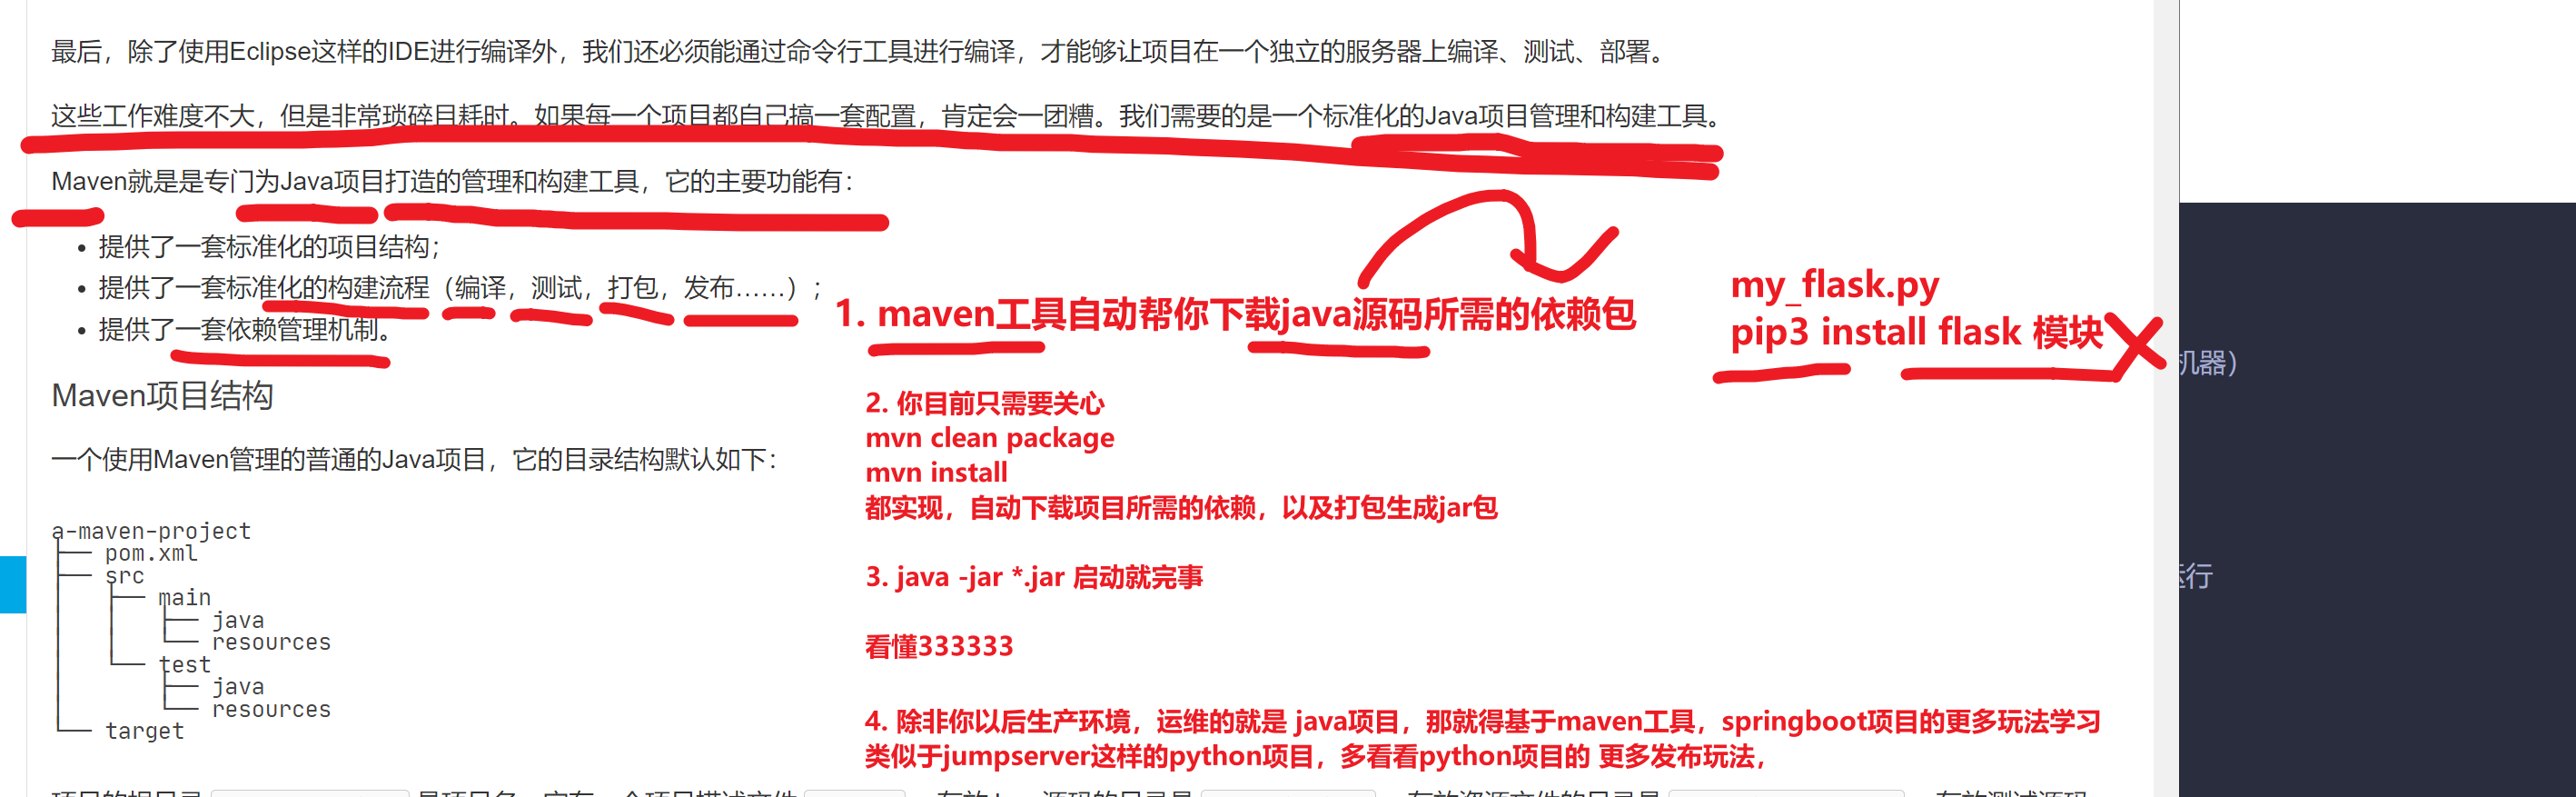 最后，除了使用Eclipse这样的IDE进行编译外，我们还必须能通过命令行工具进行编译，才能够让项目在一个独立的服务器上编译、测试、部署。
这些工作难度不大，但是非常琐碎且耗时。如果每一个项目都自己搞一套配置，肯定会一团糟。我们需要的是一个标准化的Java项目管理和构建工具。
Maven就是是专门为Java项目打造的管理和构建工具，它的主要功能有：
• 提供了一套标准化的项目结构；
• 提供了一套标准化的构建流程（编译，测试，打包，发布……）；
• 提供了一套依赖管理机制。
1. maven工具自动帮你下载java源码所需的依赖包
my_flask.py
pip3 install flask 模块
机器）
Maven项目结构
2. 你目前只需要关心
mvn clean package
mvn install
都实现，自动下载项目所需的依赖，以及打包生成jar包
一个使用Maven管理的普通的Java项目，它的目录结构默认如下：
a-maven-project
├── pom.xml
├── src
│   ├── main
│   │   ├── java
│   │   └── resources
│   └── test
│       ├── java
│       └── resources
└── target
3. java -jar *.jar 启动就完事
运行
看懂333333
4. 除非你以后生产环境，运维的就是 java项目，那就得基于maven工具，springboot项目的更多玩法学习
类似于jumpserver这样的python项目，多看看python项目的 更多发布玩法，